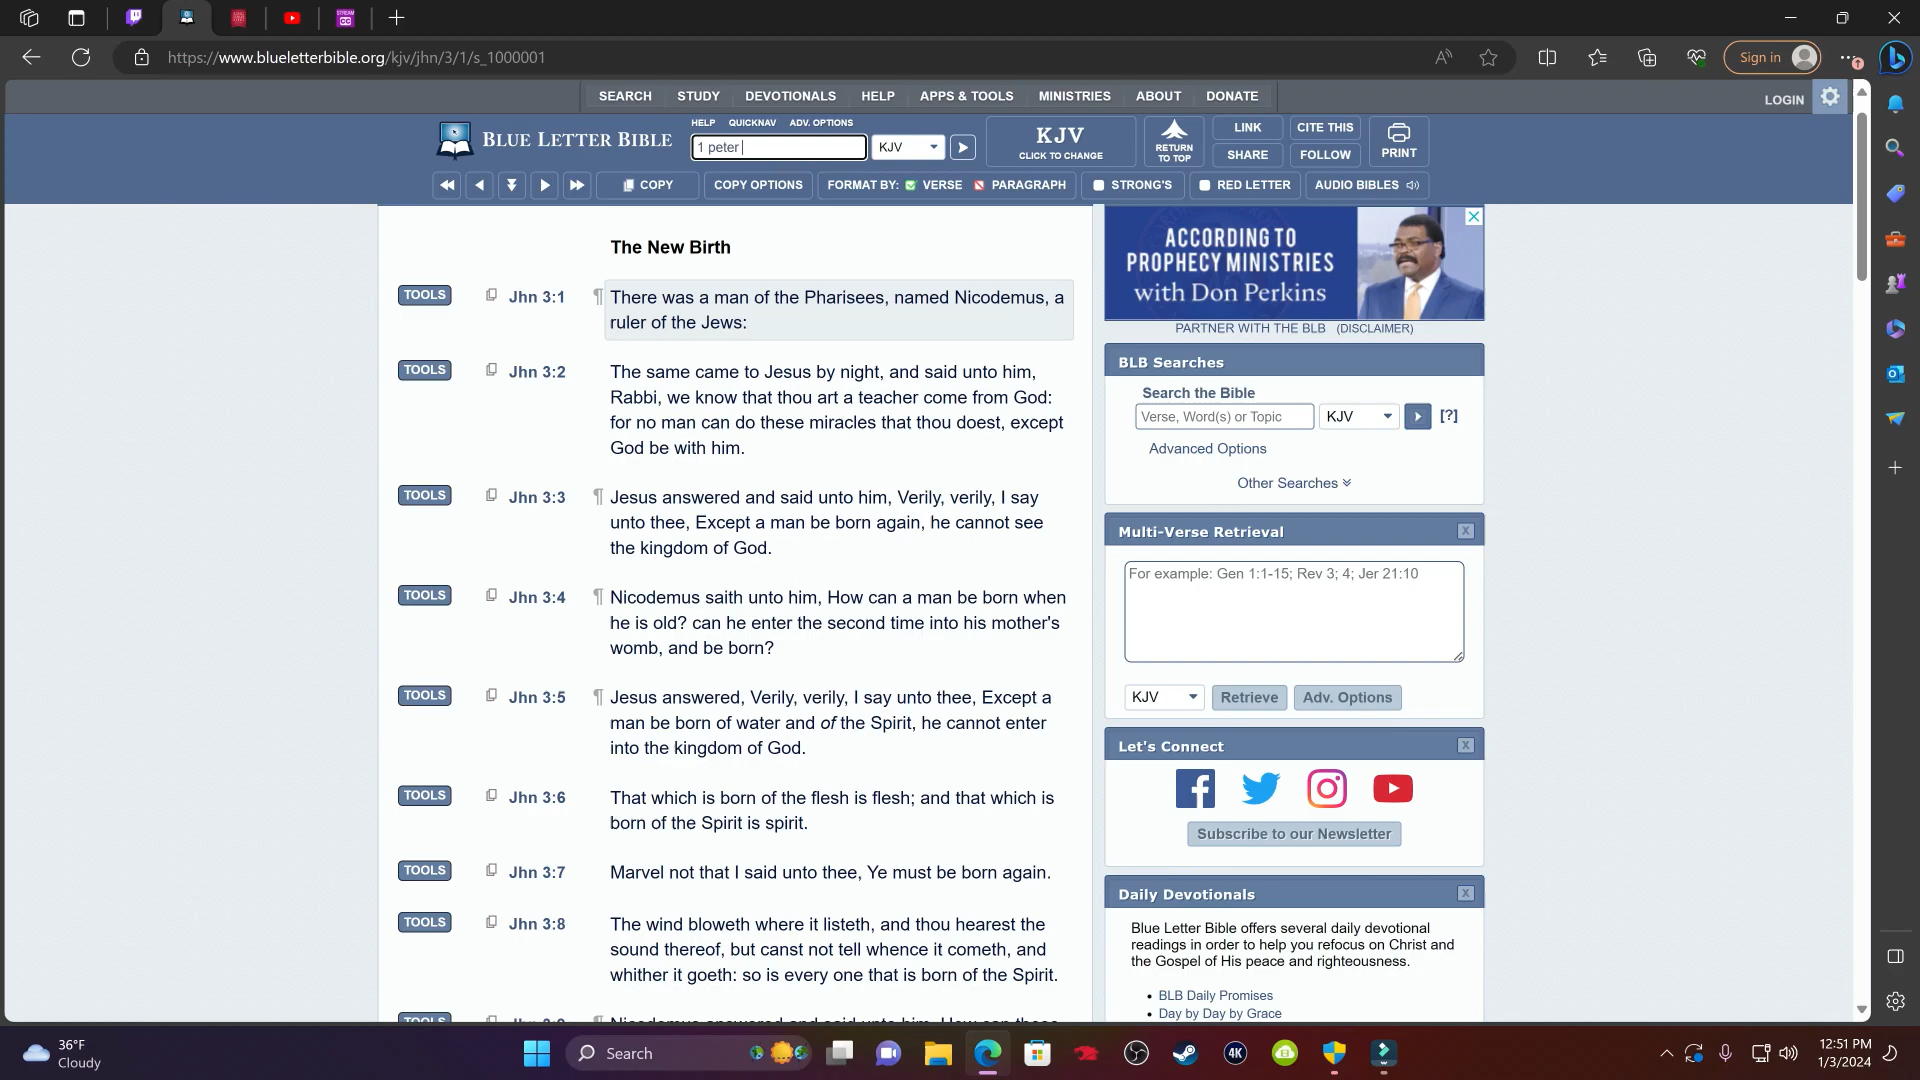 STREAM
CC
https://www.blueletterbible.org/kjv/jhn/3/1/s_1000001
Sign in
SEARCH STUDY DEVOTIONALS HELP APPS & TOOLS MINISTRIES ABOUT DONATE
LOGIN
BLUE LETTER BIBLE
HELP QUICKNAV ADV. OPTIONS
1 peter
KJV
KJV
CLICK TO CHANGE
RETURN
TO TOP
LINK
CITE THIS
SHARE
FOLLOW
PRINT
COPY
COPY OPTIONS
FORMAT BY: VERSE PARAGRAPH
STRONG'S
RED LETTER
AUDIO BIBLES
The New Birth
TOOLS Jhn 3:1 ¶ There was a man of the Pharisees, named Nicodemus, a
ruler of the Jews:
TOOLS Jhn 3:2 The same came to Jesus by night, and said unto him,
Rabbi, we know that thou art a teacher come from God:
for no man can do these miracles that thou doest, except
God be with him.
TOOLS Jhn 3:3 ¶ Jesus answered and said unto him, Verily, verily, I say
unto thee, Except a man be born again, he cannot see
the kingdom of God.
TOOLS Jhn 3:4 ¶ Nicodemus saith unto him, How can a man be born when
he is old? can he enter the second time into his mother's
womb, and be born?
TOOLS Jhn 3:5 ¶ Jesus answered, Verily, verily, I say unto thee, Except a
man be born of water and of the Spirit, he cannot enter
into the kingdom of God.
TOOLS Jhn 3:6 That which is born of the flesh is flesh; and that which is
born of the Spirit is spirit.
TOOLS Jhn 3:7 Marvel not that I said unto thee, Ye must be born again.
TOOLS Jhn 3:8 The wind bloweth where it listeth, and thou hearest the
sound thereof, but canst not tell whence it cometh, and
whither it goeth: so is every one that is born of the Spirit.
ACCORDING TO
PROPHECY MINISTRIES
with Don Perkins
PARTNER WITH THE BLB (DISCLAIMER)
BLB Searches
Search the Bible
Verse, Word(s) or Topic
KJV
[?]
Advanced Options
Other Searches
Multi-Verse Retrieval
X
For example: Gen 1:1-15; Rev 3; 4; Jer 21:10
KJV
Retrieve
Adv. Options
Let's Connect
X
Subscribe to our Newsletter
Daily Devotionals
X
Blue Letter Bible offers several daily devotional
readings in order to help you refocus on Christ and
the Gospel of His peace and righteousness.
• BLB Daily Promises
• Day by Day by Grace
36°F
Cloudy
Search
4K
12:51 PM
1/3/2024